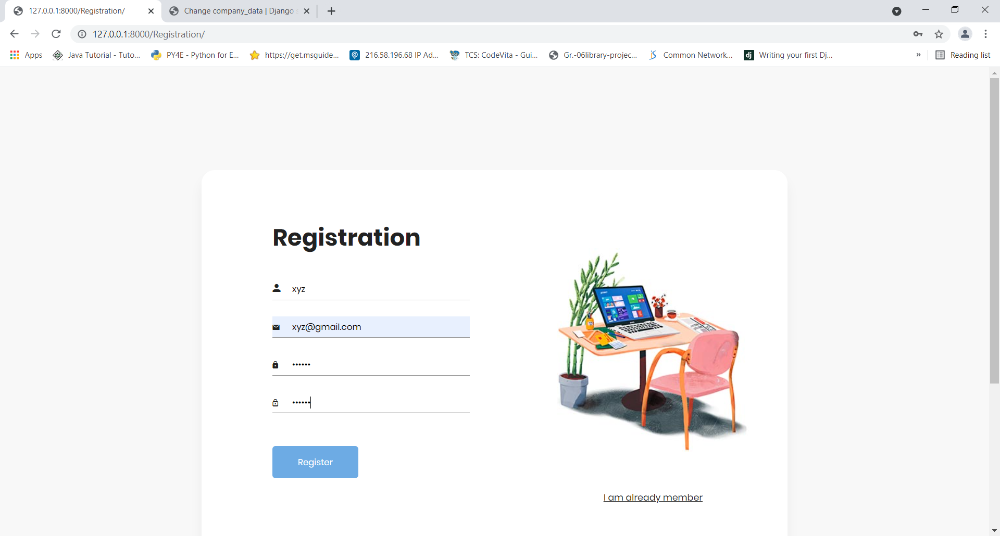 127.0.0.1:8000/Registration/
Change company_data | Django s
127.0.0.1:8000/Registration/
Apps
Java Tutorial - Tuto...
PY4E - Python for E...
https://get.msguide...
216.58.196.68 IP Ad...
TCS: CodeVita - Gui...
Gr.-06library-projec...
Common Network...
dj
Writing your first Dj...
»
Reading list
Registration
xyz
xyz@gmail.com
••••••
••••••
Register
I am already member